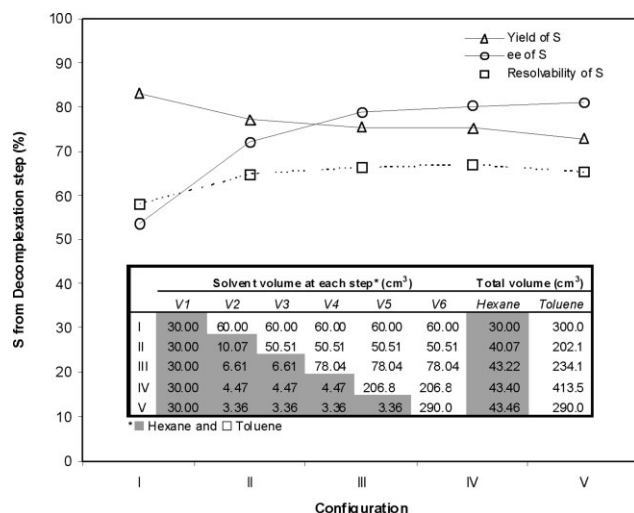 100
90
80
70
60
50
40
30
20
10
0
S from Decomplexation step (%)
Yield of S
ee of S
Resolvability of S
Solvent volume at each step* (cm³) Total volume (cm³)
V1 V2 V3 V4 V5 V6 Hexane Toluene
I 30.00 60.00 60.00 60.00 60.00 60.00 30.00 300.0
II 30.00 10.07 50.51 50.51 50.51 50.51 40.07 202.1
III 30.00 6.61 6.61 78.04 78.04 78.04 43.22 234.1
IV 30.00 4.47 4.47 4.47 206.8 206.8 43.40 413.5
V 30.00 3.36 3.36 3.36 3.36 290.0 43.46 290.0
* Hexane and Toluene
I II III IV V
Configuration